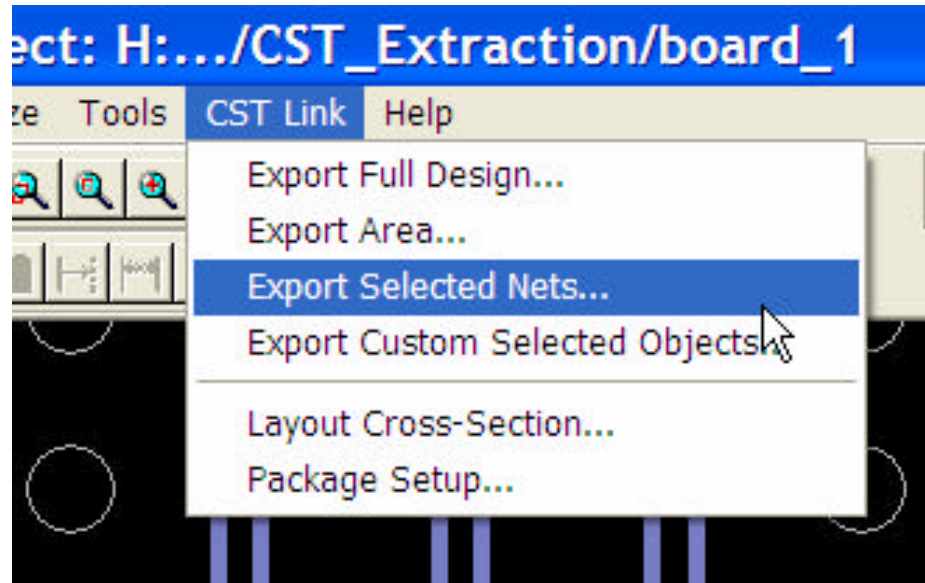 ect: H:.../CST_Extraction/board_1
ze Tools CST Link Help
Export Full Design...
Export Area...
Export Selected Nets...
Export Custom Selected Objects..
Layout Cross-Section...
Package Setup...